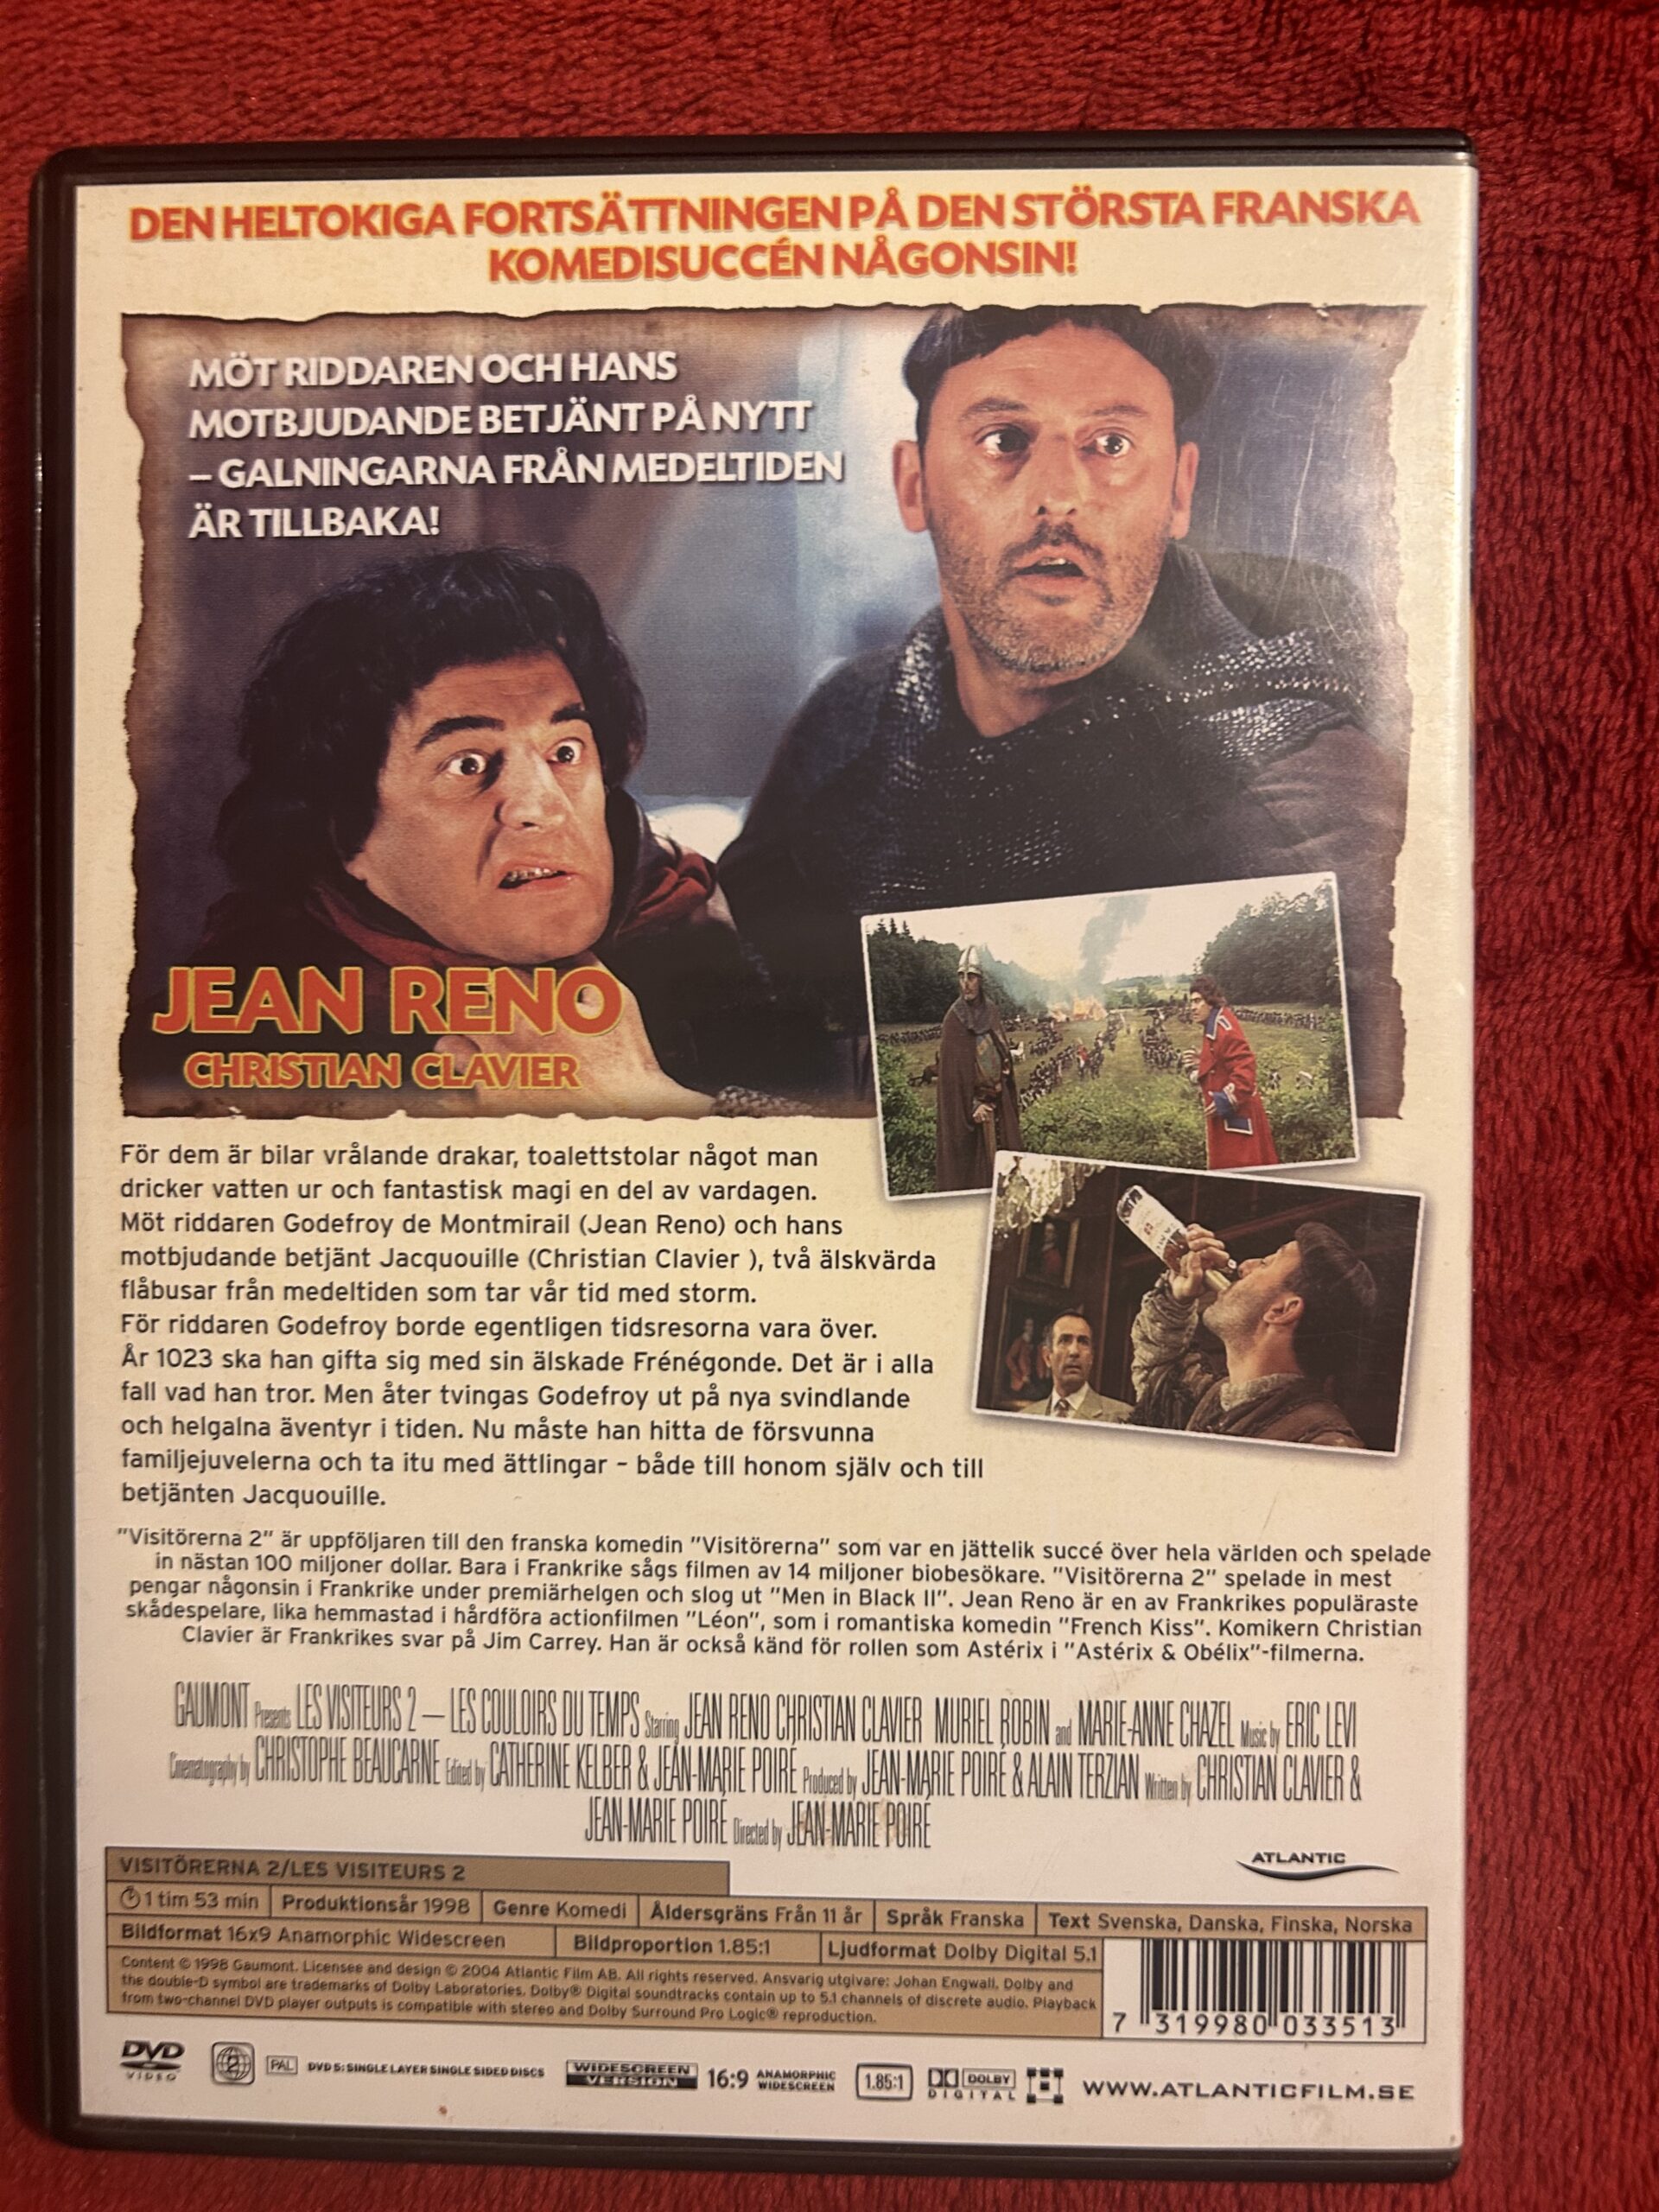 DEN HELTOKIGA FORTSÄTTNINGEN PÅ DEN STÖRSTA FRANSKA
KOMEDISUCCÉN NÅGONSIN!
MÖT RIDDAREN OCH HANS
MOTBJUDANDE BETJÄNT PÅ NYTT
– GALNINGARNA FRÅN MEDELTIDEN
ÄR TILLBAKA!
JEAN RENO
CHRISTIAN CLAVIER
För dem är bilar vrålande drakar, toalettstolar något man
dricker vatten ur och fantastisk magi en del av vardagen.
Möt riddaren Godefroy de Montmirail (Jean Reno) och hans
motbjudande betjänt Jacquouille (Christian Clavier ), två älskvärda
flåbusar från medeltiden som tar vår tid med storm.
För riddaren Godefroy borde egentligen tidsresorna vara över.
År 1023 ska han gifta sig med sin älskade Frénégonde. Det är i alla
fall vad han tror. Men åter tvingas Godefroy ut på nya svindlande
och helgalna äventyr i tiden. Nu måste han hitta de försvunna
familjejuvelerna och ta itu med ättlingar – både till honom själv och till
betjänten Jacquouille.
"Visitörerna 2" är uppföljaren till den franska komedin "Visitörerna" som var en jättelik succé över hela världen och spelade
in nästan 100 miljoner dollar. Bara i Frankrike sågs filmen av 14 miljoner biobesökare. "Visitörerna 2" spelade in mest
pengar någonsin i Frankrike under premiärhelgen och slog ut "Men in Black II". Jean Reno är en av Frankrikes populäraste
skådespelare, lika hemmastad i hårdföra actionfilmen "Léon", som i romantiska komedin "French Kiss". Komikern Christian
Clavier är Frankrikes svar på Jim Carrey. Han är också känd för rollen som Astérix i "Astérix & Obélix"-filmerna.
GAUMONT Presents LES VISITEURS 2 – LES COULOIRS DU TEMPS Starring JEAN RENO CHRISTIAN CLAVIER MURIEL ROBIN and MARIE-ANNE CHAZEL Music by ERIC LEVI
Cinematography by CHRISTOPHE BEAUCARNE Edited by CATHERINE KELBER & JEAN-MARIE POIRÉ Produced by JEAN-MARIE POIRÉ & ALAIN TERZIAN Written by CHRISTIAN CLAVIER &
JEAN-MARIE POIRÉ Directed by JEAN-MARIE POIRÉ
ATLANTIC
VISITÖRERNA 2/LES VISITEURS 2
1 tim 53 min Produktionsår 1998 Genre Komedi Åldersgräns Från 11 år Språk Franska Text Svenska, Danska, Finska, Norska
Bildformat 16x9 Anamorphic Widescreen Bildproportion 1.85:1 Ljudformat Dolby Digital 5.1
Content © 1998 Gaumont. Licensee and design © 2004 Atlantic Film AB. All rights reserved. Ansvarig utgivare: Johan Engwall. Dolby and
the double-D symbol are trademarks of Dolby Laboratories. Dolby® Digital soundtracks contain up to 5.1 channels of discrete audio. Playback
from two-channel DVD player outputs is compatible with stereo and Dolby Surround Pro Logic® reproduction.
7 319980 033513
DVD VIDEO 2 PAL DVD 5: SINGLE LAYER SINGLE SIDED DISCS WIDESCREEN VERSION 16:9 ANAMORPHIC WIDESCREEN 1.85:1 DOLBY DIGITAL WWW.ATLANTICFILM.SE